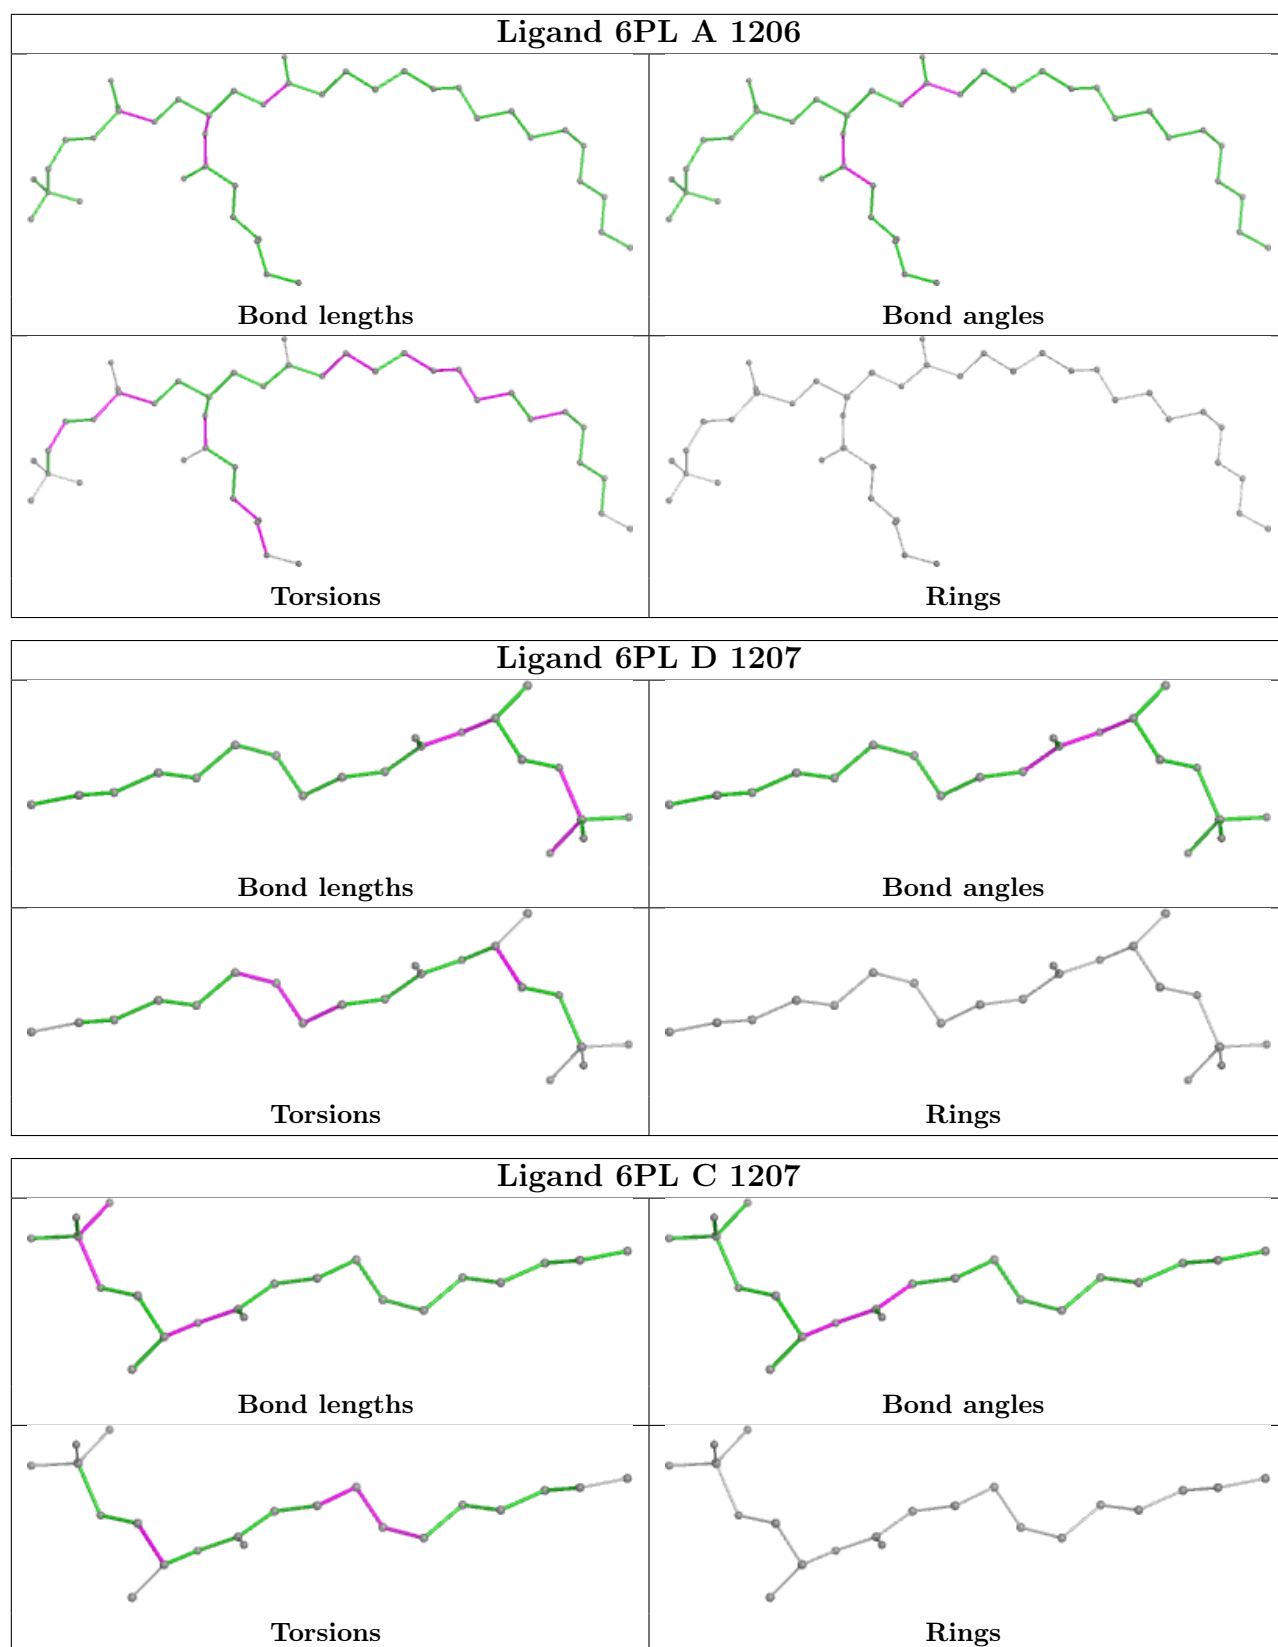 Ligand 6PL A 1206
Bond lengths
Bond angles
Torsions
Rings
Ligand 6PL D 1207
Bond lengths
Bond angles
Torsions
Rings
Ligand 6PL C 1207
Bond lengths
Bond angles
Torsions
Rings